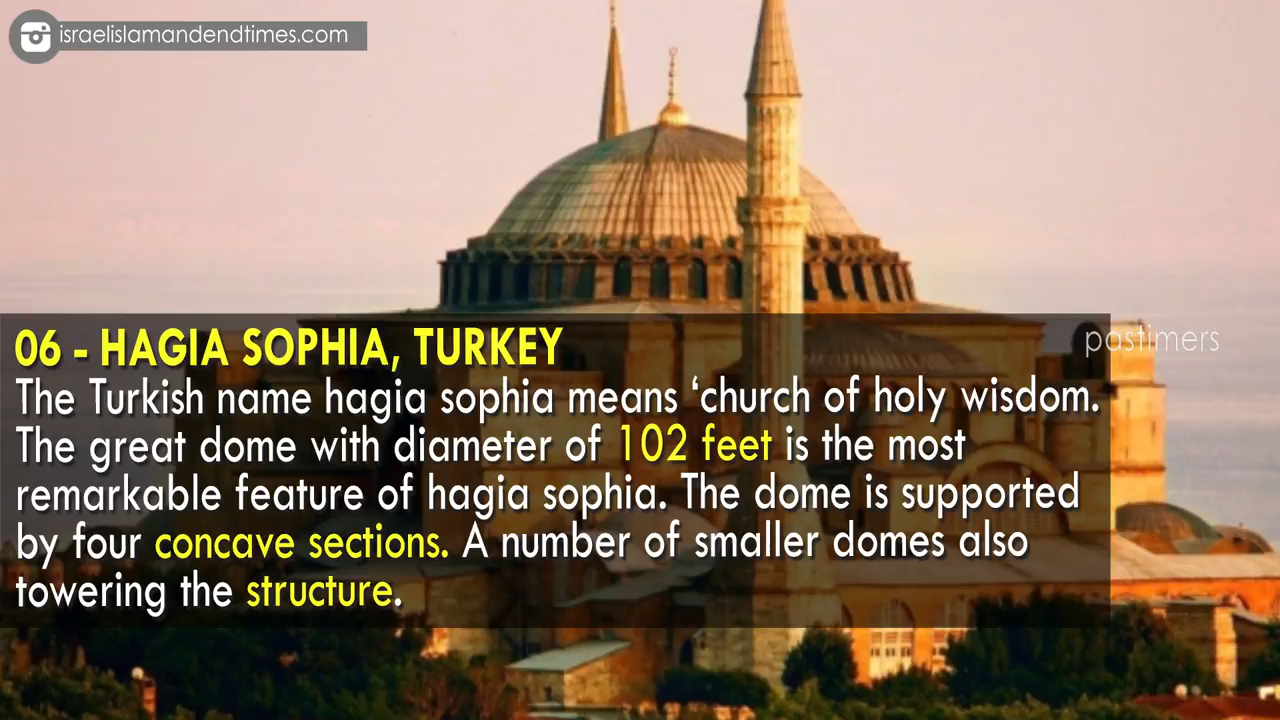 israelislamandendtimes.com
06 - HAGIA SOPHIA, TURKEY
The Turkish name hagia sophia means ‘church of holy wisdom.
The great dome with diameter of 102 feet is the most
remarkable feature of hagia sophia. The dome is supported
by four concave sections. A number of smaller domes also
towering the structure.
pastimers